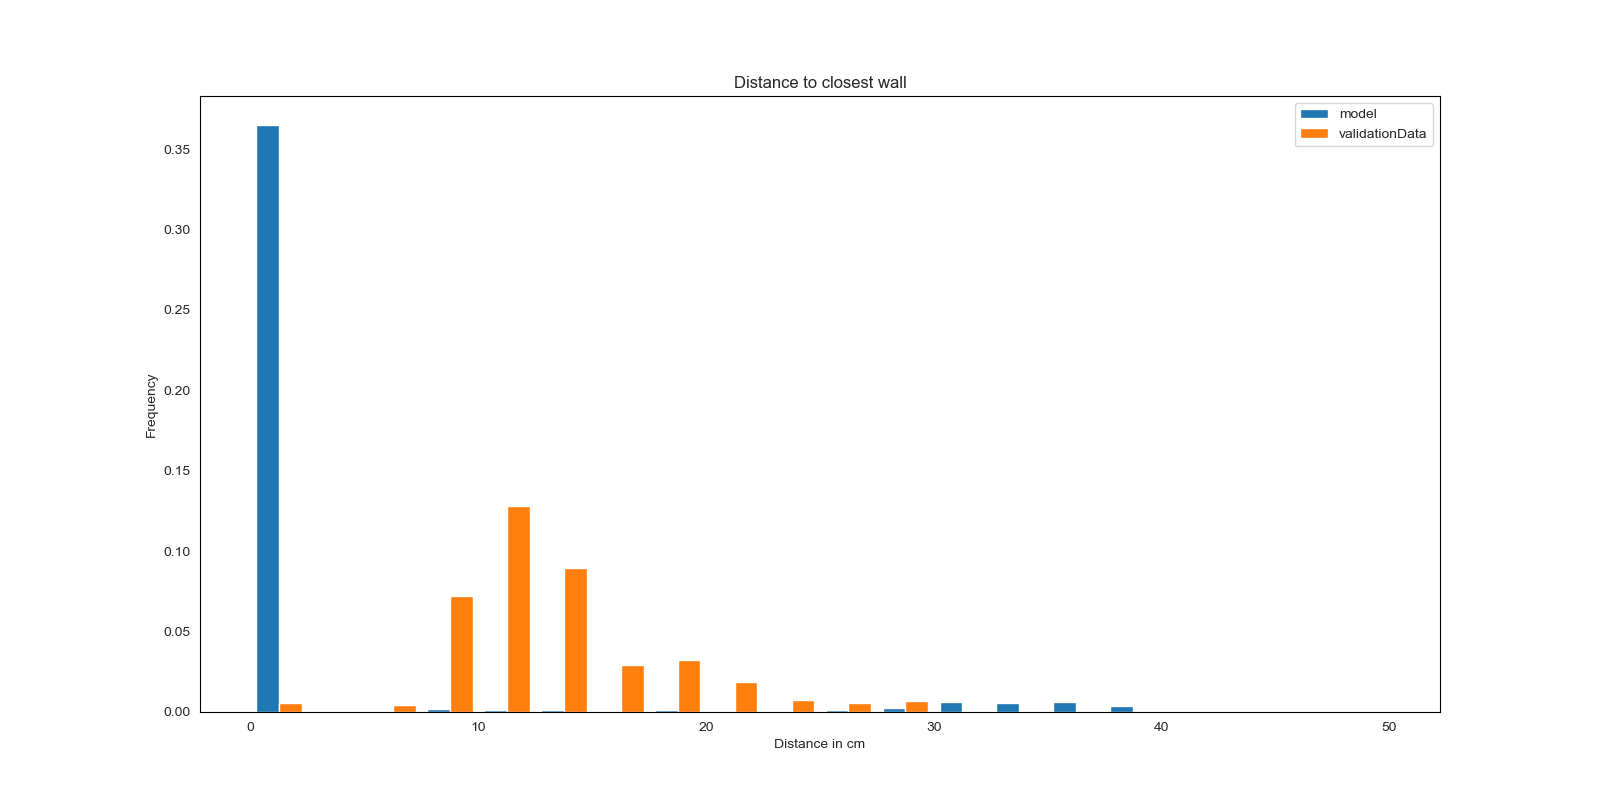 Distance to closest wall
model
validationData
Frequency
0.35
0.30
0.25
0.20
0.15
0.10
0.05
0.00
0 10 20 30 40 50
Distance in cm